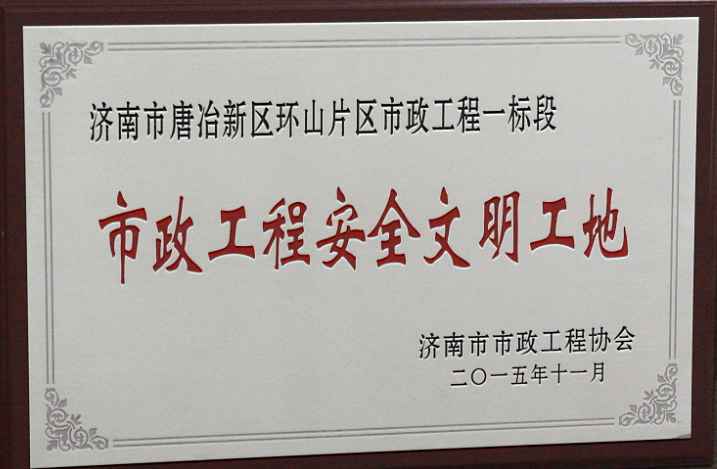 济南市唐冶新区环山片区市政工程一标段
市政工程安全文明工地
济南市市政工程协会
二〇一五年十一月